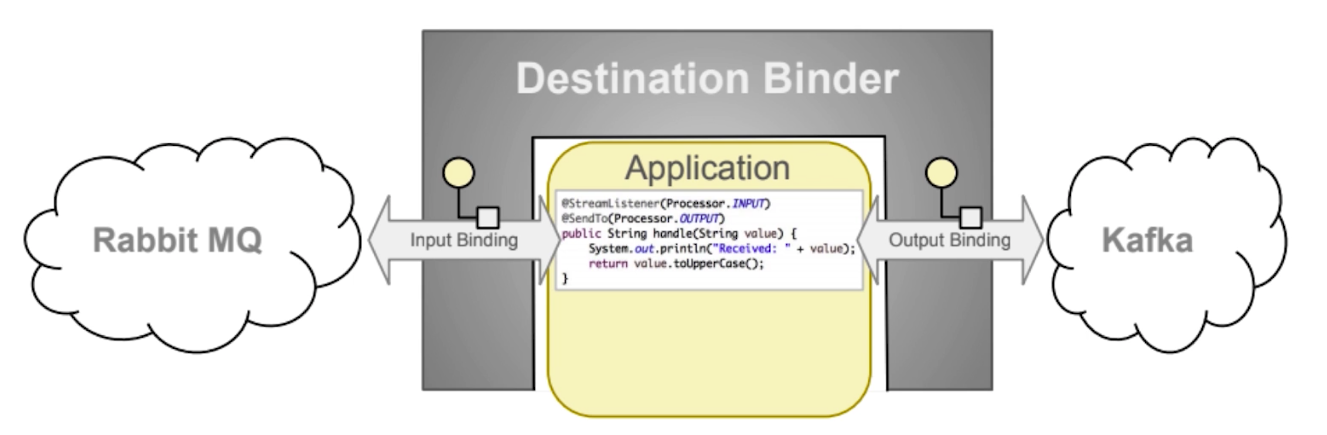 Destination Binder
Application
@StreamListener(Processor.INPUT)
@SendTo(Processor.OUTPUT)
public String handle(String value) {
    System.out.println("Received: " + value);
    return value.toUpperCase();
}
Rabbit MQ
Input Binding
Output Binding
Kafka